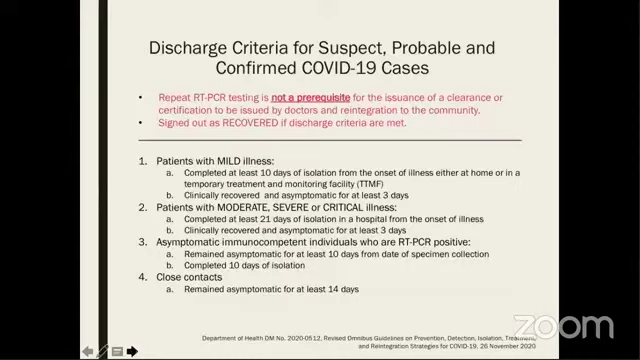 Discharge Criteria for Suspect, Probable and
Confirmed COVID-19 Cases
• Repeat RT-PCR testing is not a prerequisite for the issuance of a clearance or
certification to be issued by doctors and reintegration to the community.
• Signed out as RECOVERED if discharge criteria are met.
1. Patients with MILD illness:
a. Completed at least 10 days of isolation from the onset of illness either at home or in a
temporary treatment and monitoring facility (TTMF)
b. Clinically recovered and asymptomatic for at least 3 days
2. Patients with MODERATE, SEVERE or CRITICAL illness:
a. Completed at least 21 days of isolation in a hospital from the onset of illness
b. Clinically recovered and asymptomatic for at least 3 days
3. Asymptomatic immunocompetent individuals who are RT-PCR positive:
a. Remained asymptomatic for at least 10 days from date of specimen collection
b. Completed 10 days of isolation
4. Close contacts
a. Remained asymptomatic for at least 14 days
zoom
Department of Health DM No. 2020-0512, Revised Omnibus Guidelines on Prevention, Detection, Isolation, Treatment,
and Reintegration Strategies for COVID-19. 26 November 2020